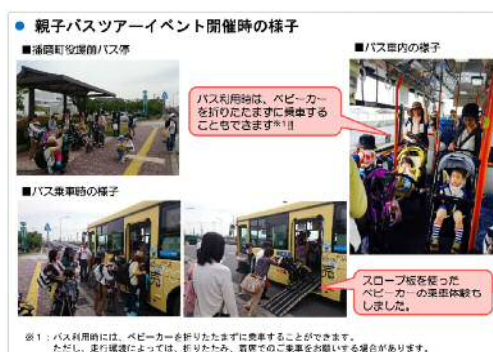 ● 親子バスツアーイベント開催時の様子
■播磨町役場前バス停
■バス車内の様子
バス利用時は、ベビーカー
を折りたたまずに乗車する
こともできます※1!!
■バス乗車時の様子
スロープ板を使った
ベビーカーの乗車体験も
しました。
※1：バス利用時には、ベビーカーを折りたたまずに乗車することができます。
ただし、走行環境によっては、折りたたみ、着席でのご乗車をお願いする場合があります。